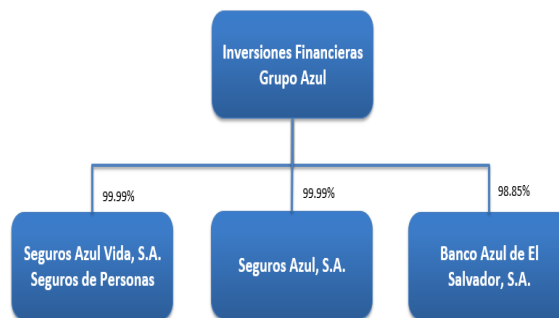 Inversiones Financieras
Grupo Azul
99.99%
99.99%
98.85%
Seguros Azul Vida, S.A.
Seguros de Personas
Seguros Azul, S.A.
Banco Azul de El
Salvador, S.A.